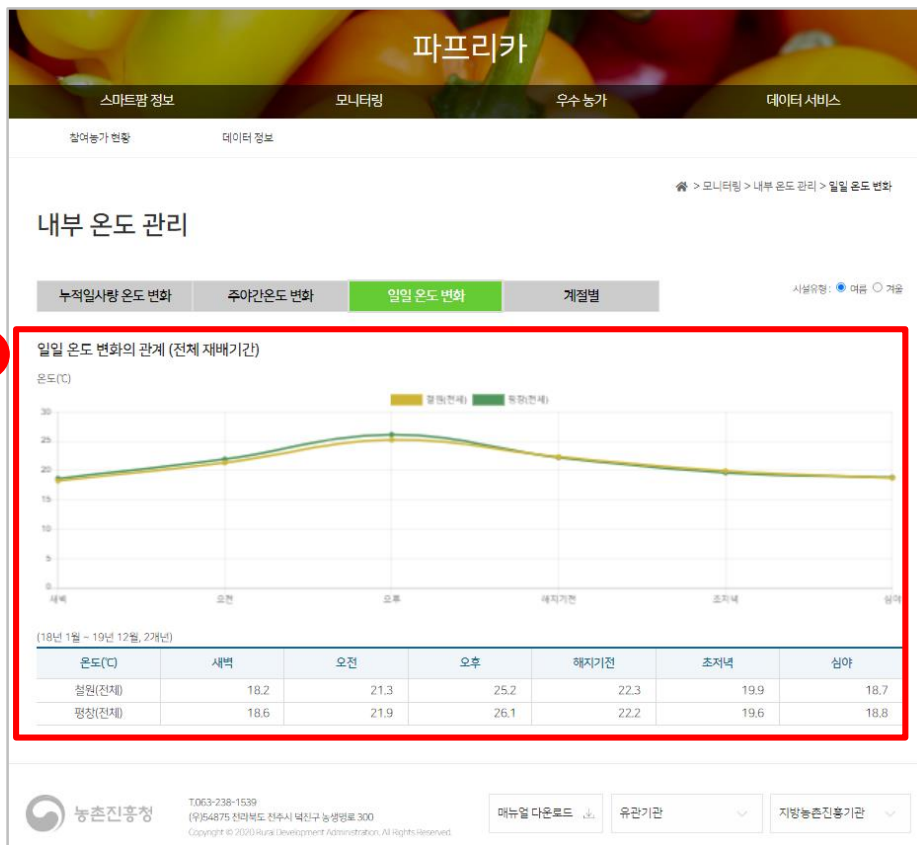 파프리카
스마트팜 정보 모니터링 우수 농가 데이터 서비스
참여농가 현황 데이터 정보
> 모니터링 > 내부 온도 관리 > 일일 온도 변화
내부 온도 관리
누적일사량 온도 변화 주야간온도 변화 일일 온도 변화 계절별
시설유형: 여름 겨울
일일 온도 변화의 관계 (전체 재배기간)
온도(℃)
철원(전체) 평창(전체)
30
25
20
15
10
5
0
새벽 오전 오후 해지기전 초저녁 심야
(18년 1월 ~ 19년 12월, 2개년)
온도(℃) 새벽 오전 오후 해지기전 초저녁 심야
철원(전체) 18.2 21.3 25.2 22.3 19.9 18.7
평창(전체) 18.6 21.9 26.1 22.2 19.6 18.8
농촌진흥청
T.063-238-1539
(우)54875 전라북도 전주시 덕진구 농생명로 300
Copyright © 2020 Rural Development Administration. All Rights Reserved.
매뉴얼 다운로드 유관기관 지방농촌진흥기관